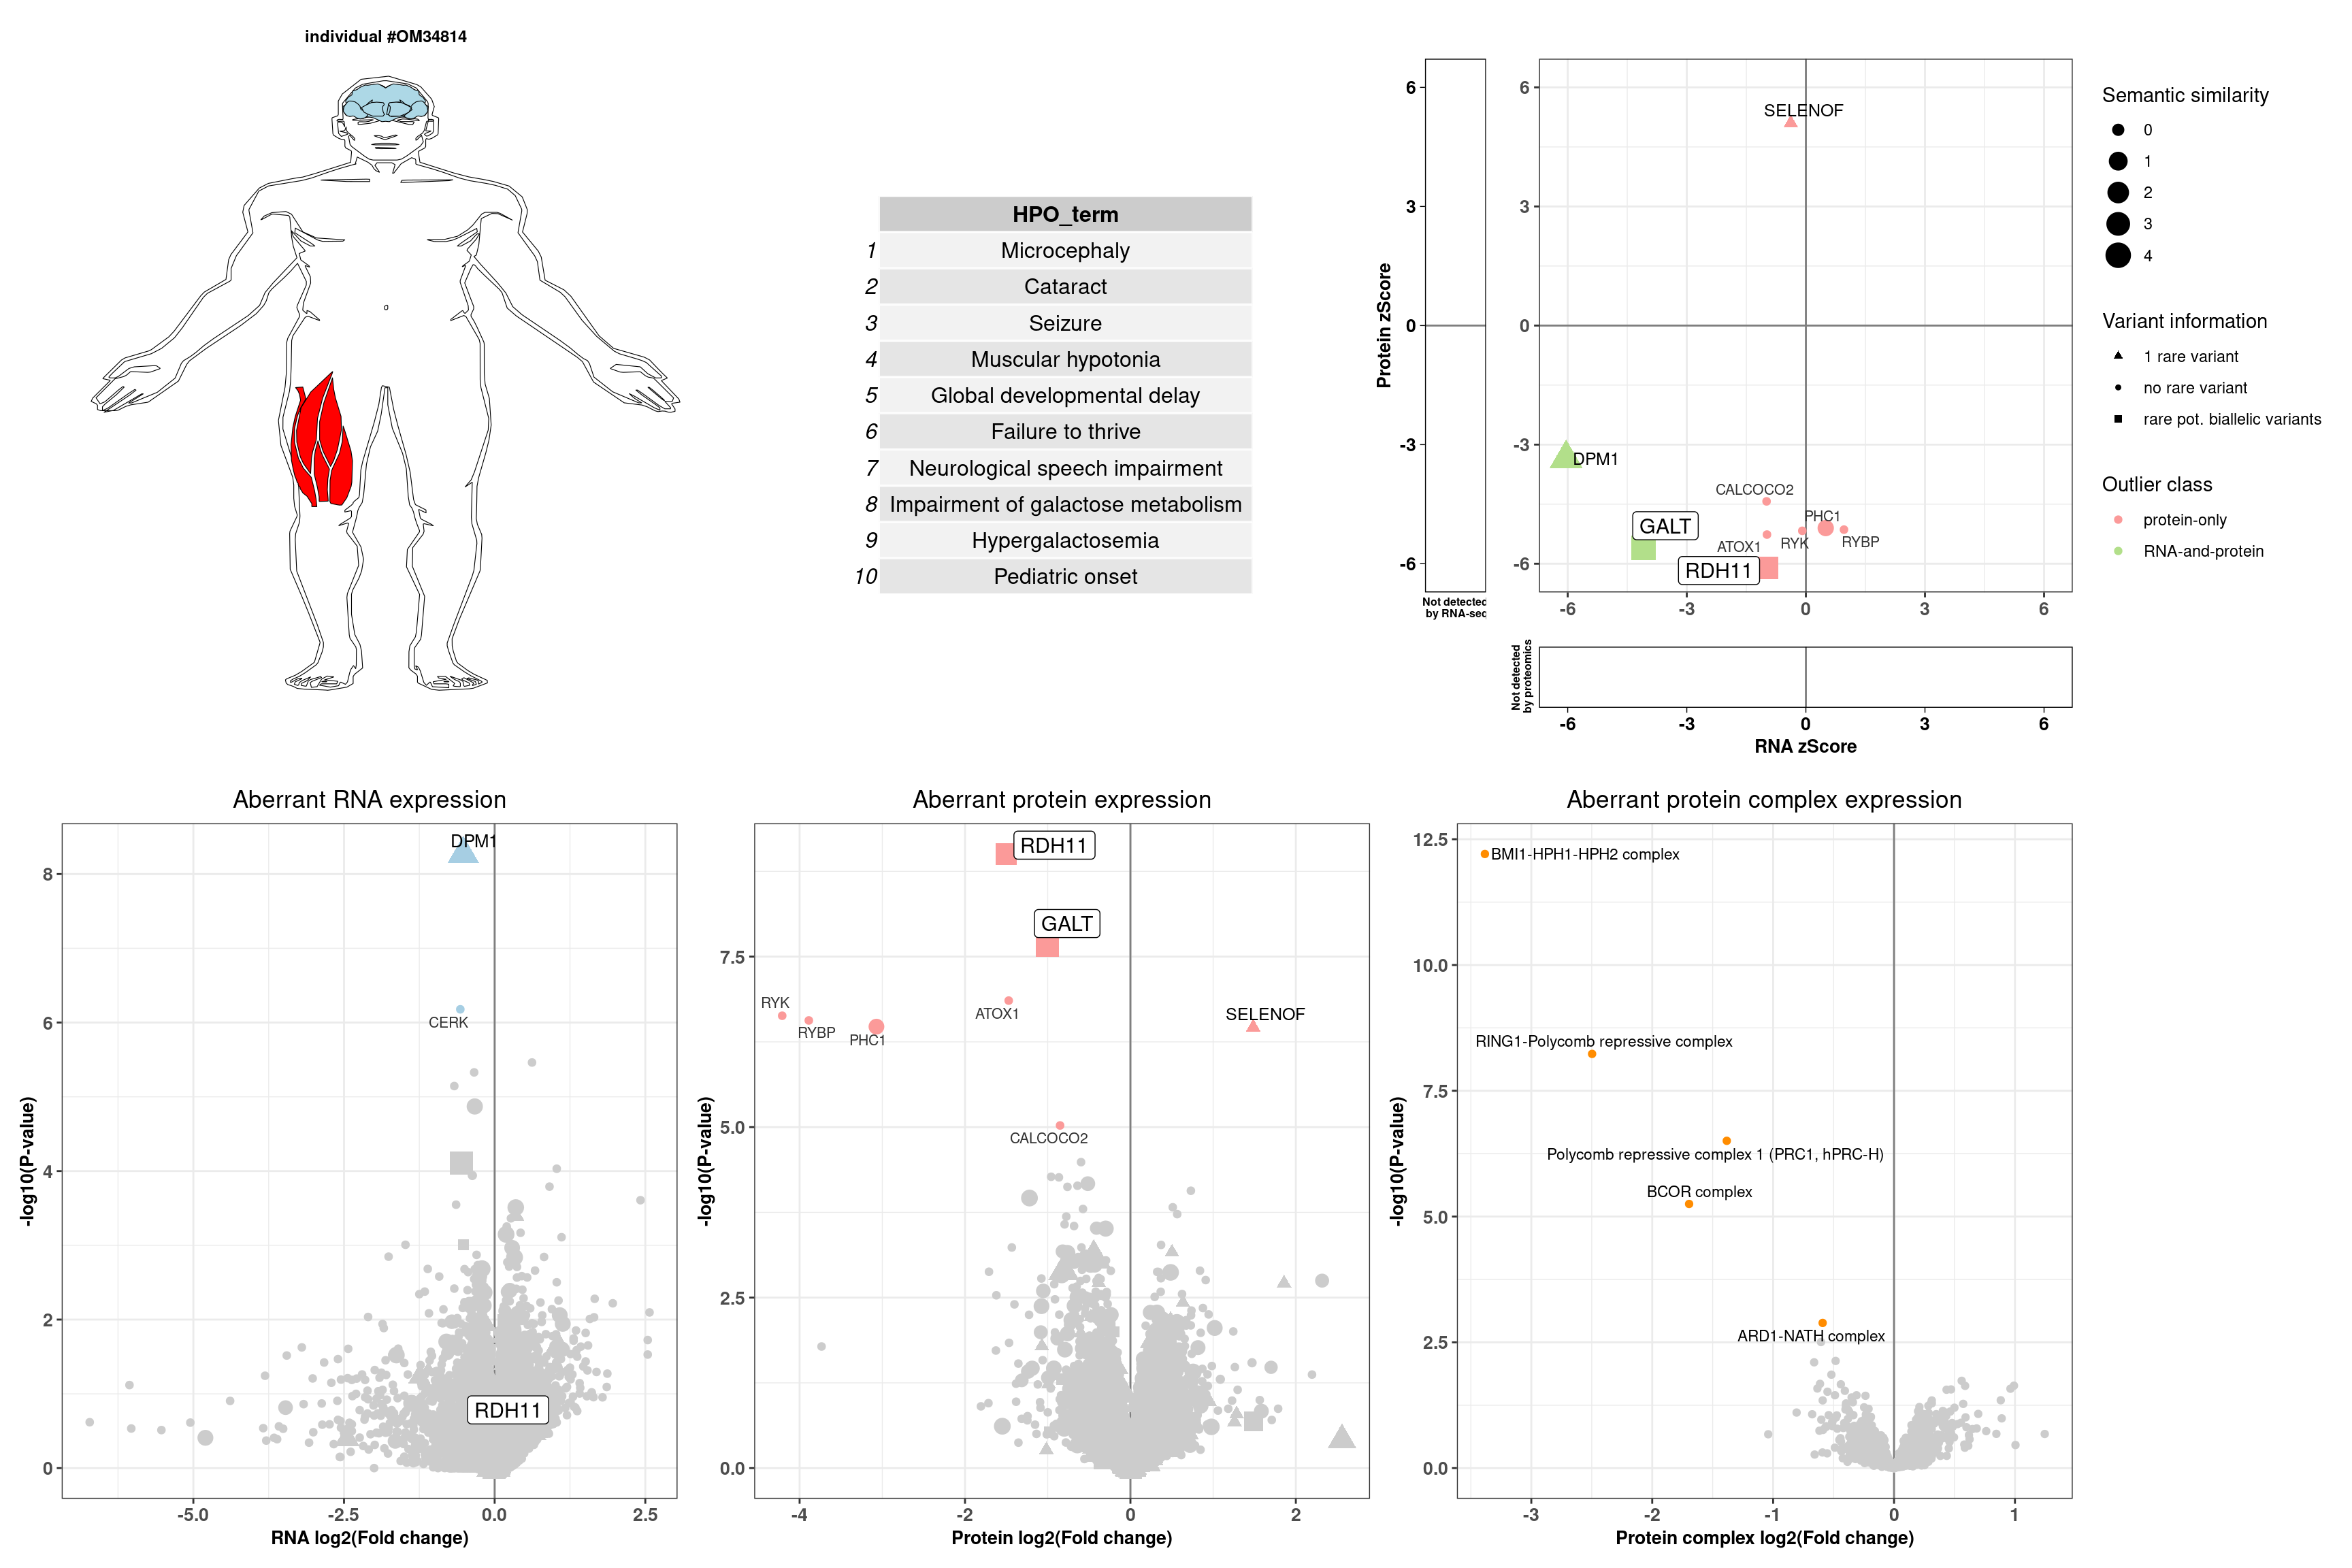 individual #OM34814
HPO_term
1 Microcephaly
2 Cataract
3 Seizure
4 Muscular hypotonia
5 Global developmental delay
6 Failure to thrive
7 Neurological speech impairment
8 Impairment of galactose metabolism
9 Hypergalactosemia
10 Pediatric onset
Protein zScore
6
3
0
-3
-6
Not detected
by RNA-seq
6
3
0
-3
-6
SELENOF
DPM1
CALCOCO2
PHC1
GALT
ATOX1
RYK
RYBP
RDH11
-6 -3 0 3 6
Not detected
by proteomics
-6 -3 0 3 6
RNA zScore
Semantic similarity
0
1
2
3
4
Variant information
1 rare variant
no rare variant
rare pot. biallelic variants
Outlier class
protein-only
RNA-and-protein
Aberrant RNA expression
-log10(P-value)
8
6
4
2
0
DPM1
CERK
RDH11
-5.0 -2.5 0.0 2.5
RNA log2(Fold change)
Aberrant protein expression
-log10(P-value)
7.5
5.0
2.5
0.0
RDH11
GALT
RYK
ATOX1
RYBP
PHC1
SELENOF
CALCOCO2
-4 -2 0 2
Protein log2(Fold change)
Aberrant protein complex expression
-log10(P-value)
12.5
10.0
7.5
5.0
2.5
0.0
BMI1-HPH1-HPH2 complex
RING1-Polycomb repressive complex
Polycomb repressive complex 1 (PRC1, hPRC-H)
BCOR complex
ARD1-NATH complex
-3 -2 -1 0 1
Protein complex log2(Fold change)